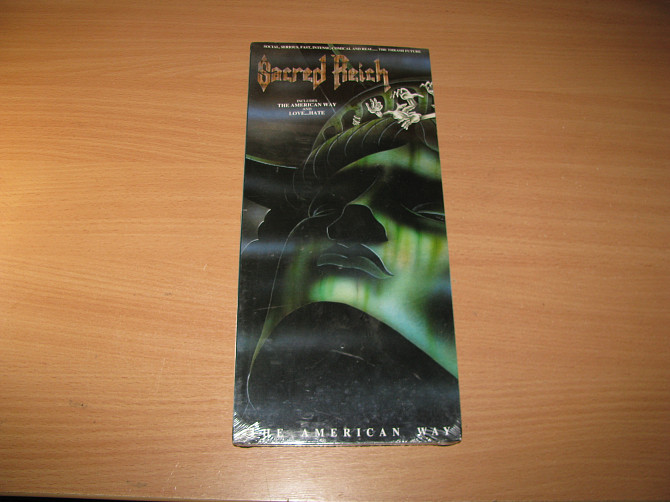 SOCIAL, SERIOUS, FAST, INTENSE, COMICAL AND REAL.... THE THRASH FUTURE
Sacred Reich
INCLUDES
THE AMERICAN WAY
LOVE...HATE
THE AMERICAN WAY